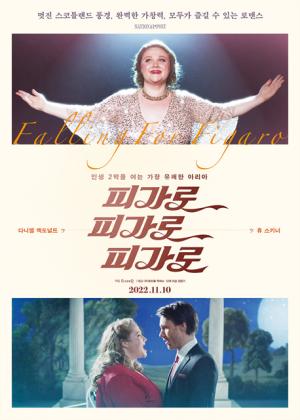 멋진 스코틀랜드 풍경, 완벽한 가창력, 모두가 즐길 수 있는 로맨스
NATIONAL POST
Falling For Figaro
인생 2막을 여는 가장 유쾌한 아리아
피가로
다니엘 맥도널드
피가로
휴 스키너
피가로
2022.11.10